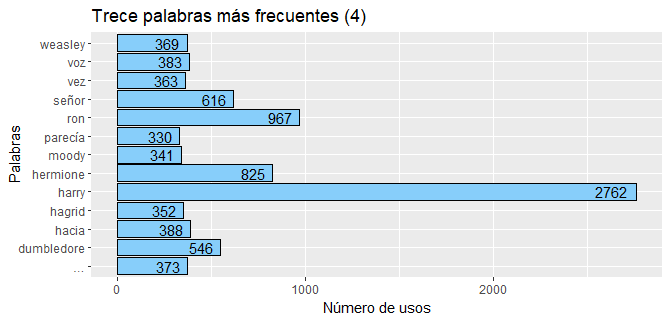 Trece palabras más frecuentes (4)
Palabras
weasley 369
voz 383
vez 363
señor 616
ron 967
parecía 330
moody 341
hermione 825
harry 2762
hagrid 352
hacia 388
dumbledore 546
... 373
0 1000 2000
Número de usos